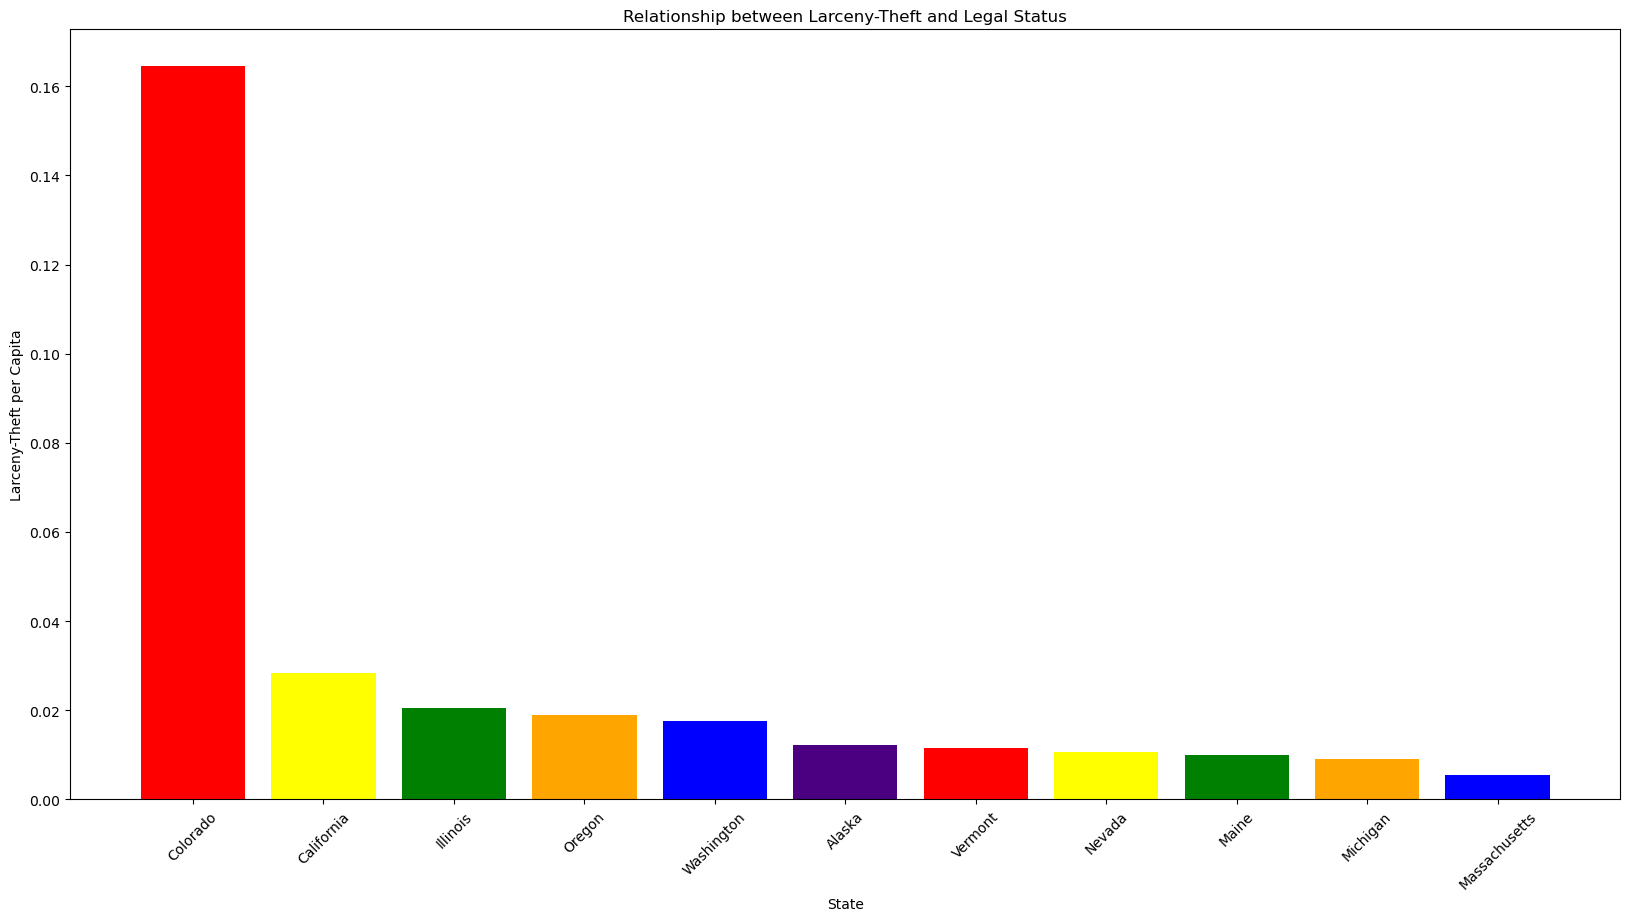 Relationship between Larceny-Theft and Legal Status
Larceny-Theft per Capita
0.16
0.14
0.12
0.10
0.08
0.06
0.04
0.02
0.00
Colorado
California
Illinois
Oregon
Washington
Alaska
Vermont
Nevada
Maine
Michigan
Massachusetts
State